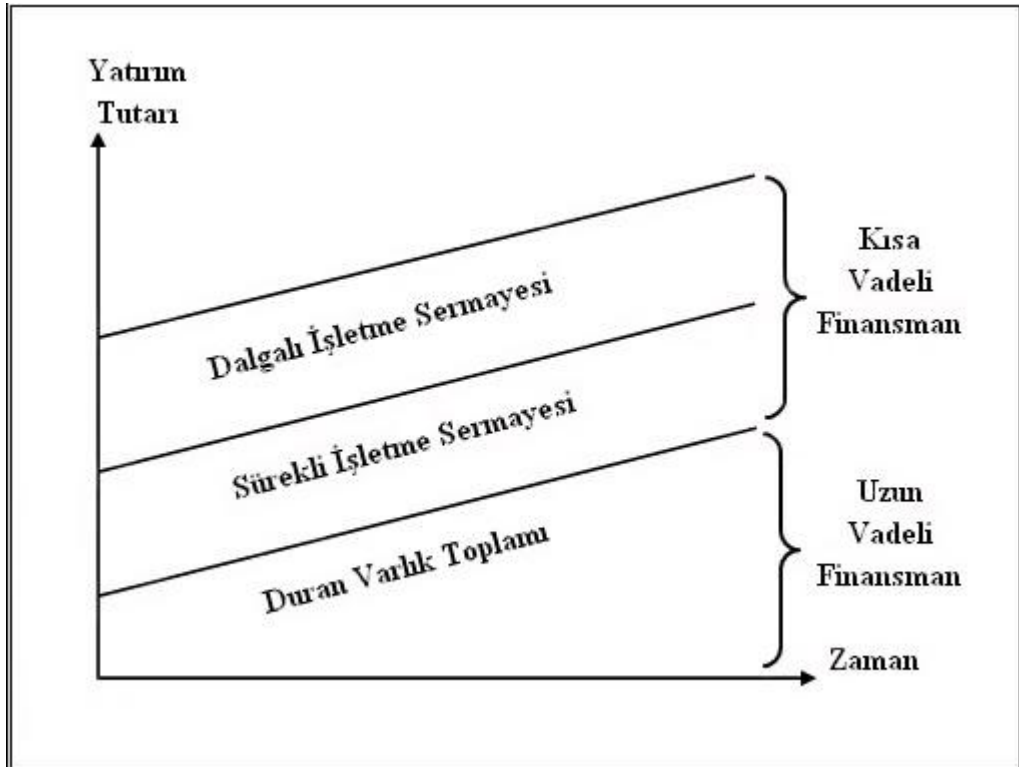 Yatırım
Tutarı
Dalgalı İşletme Sermayesi
Kısa
Vadeli
Finansman
Sürekli İşletme Sermayesi
Duran Varlık Toplamı
Uzun
Vadeli
Finansman
Zaman